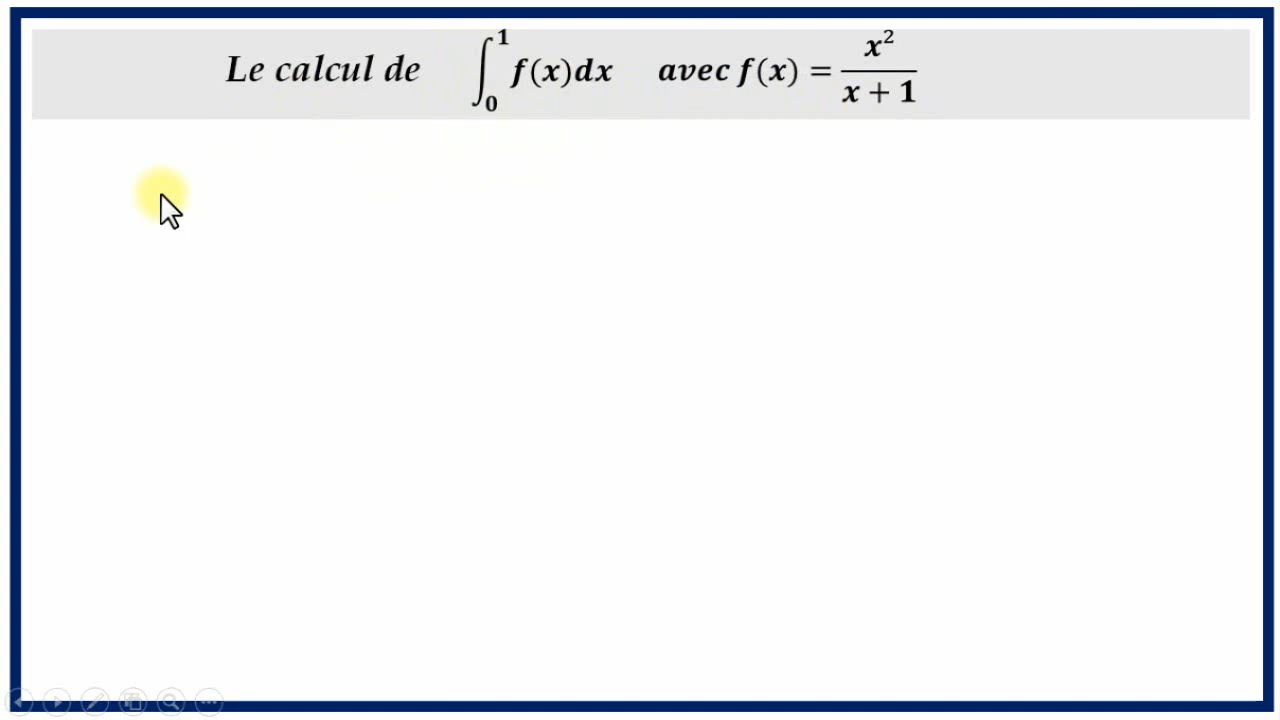 Le calcul de ∫₀¹ f(x)dx avec f(x) = x²/(x + 1)